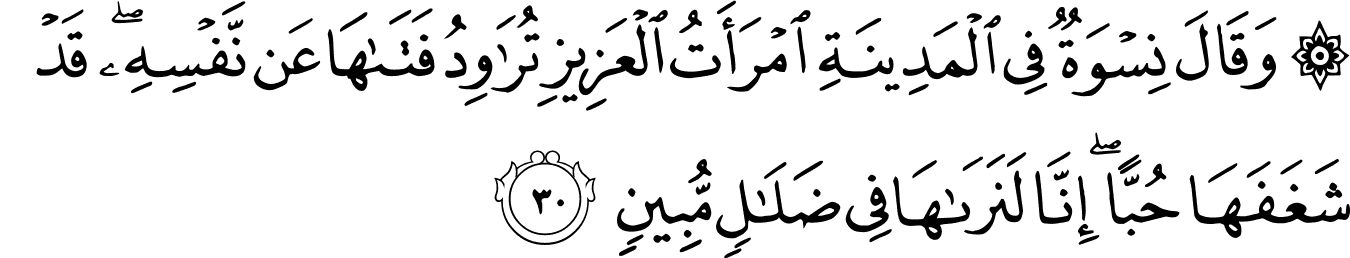 ۞ وَقَالَ نِسْوَةٌ فِى ٱلْمَدِينَةِ ٱمْرَأَتُ ٱلْعَزِيزِ تُرَٰوِدُ فَتَىٰهَا عَن نَّفْسِهِۦ ۖ قَدْ
شَغَفَهَا حُبًّا ۖ إِنَّا لَنَرَىٰهَا فِى ضَلَـٰلٍ مُّبِينٍ ٣٠